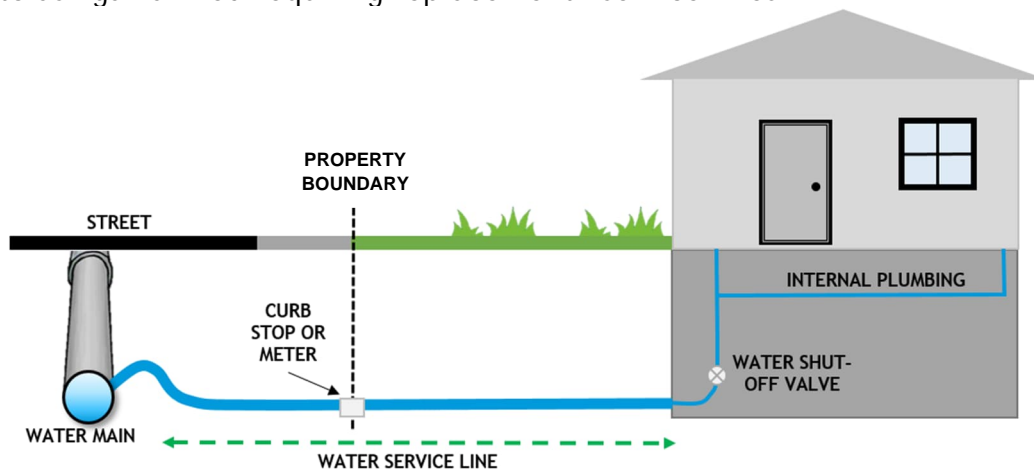 PROPERTY
BOUNDARY
STREET
INTERNAL PLUMBING
CURB
STOP OR
METER
WATER SHUT-
OFF VALVE
WATER MAIN
WATER SERVICE LINE